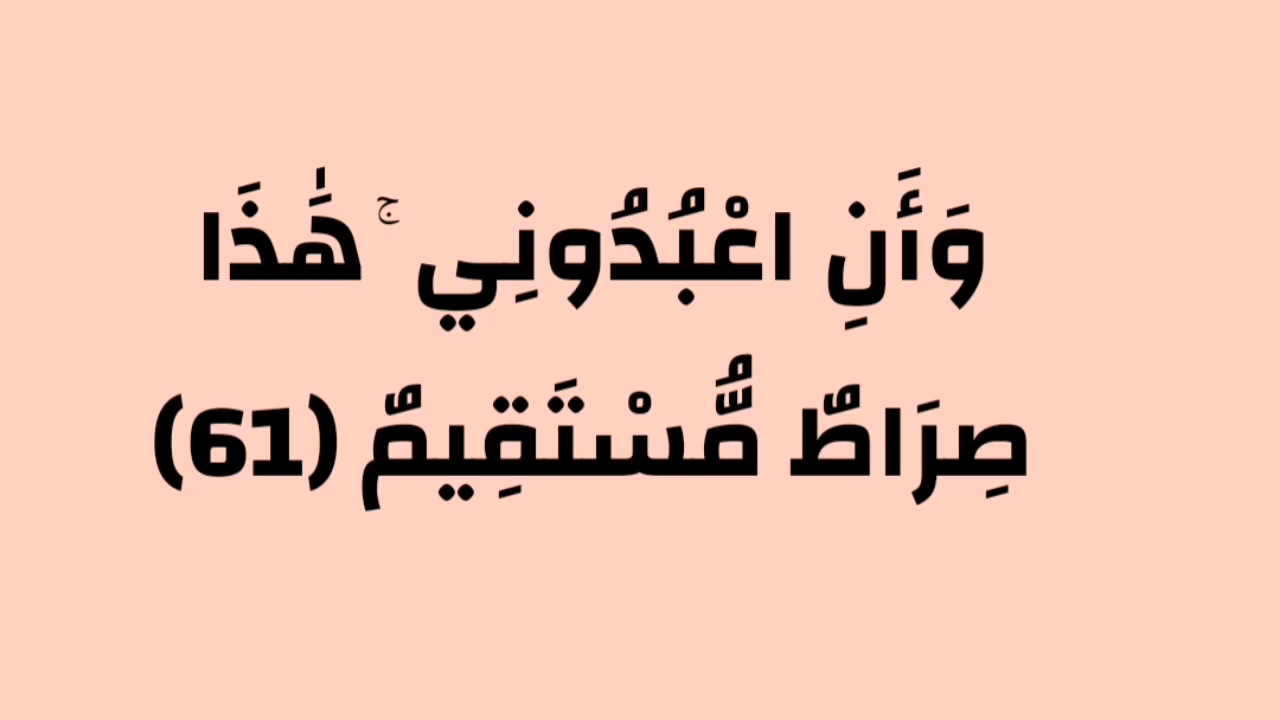 وَأَنِ اعْبُدُونِي ۚ هَٰذَا
صِرَاطٌ مُّسْتَقِيمٌ (61)